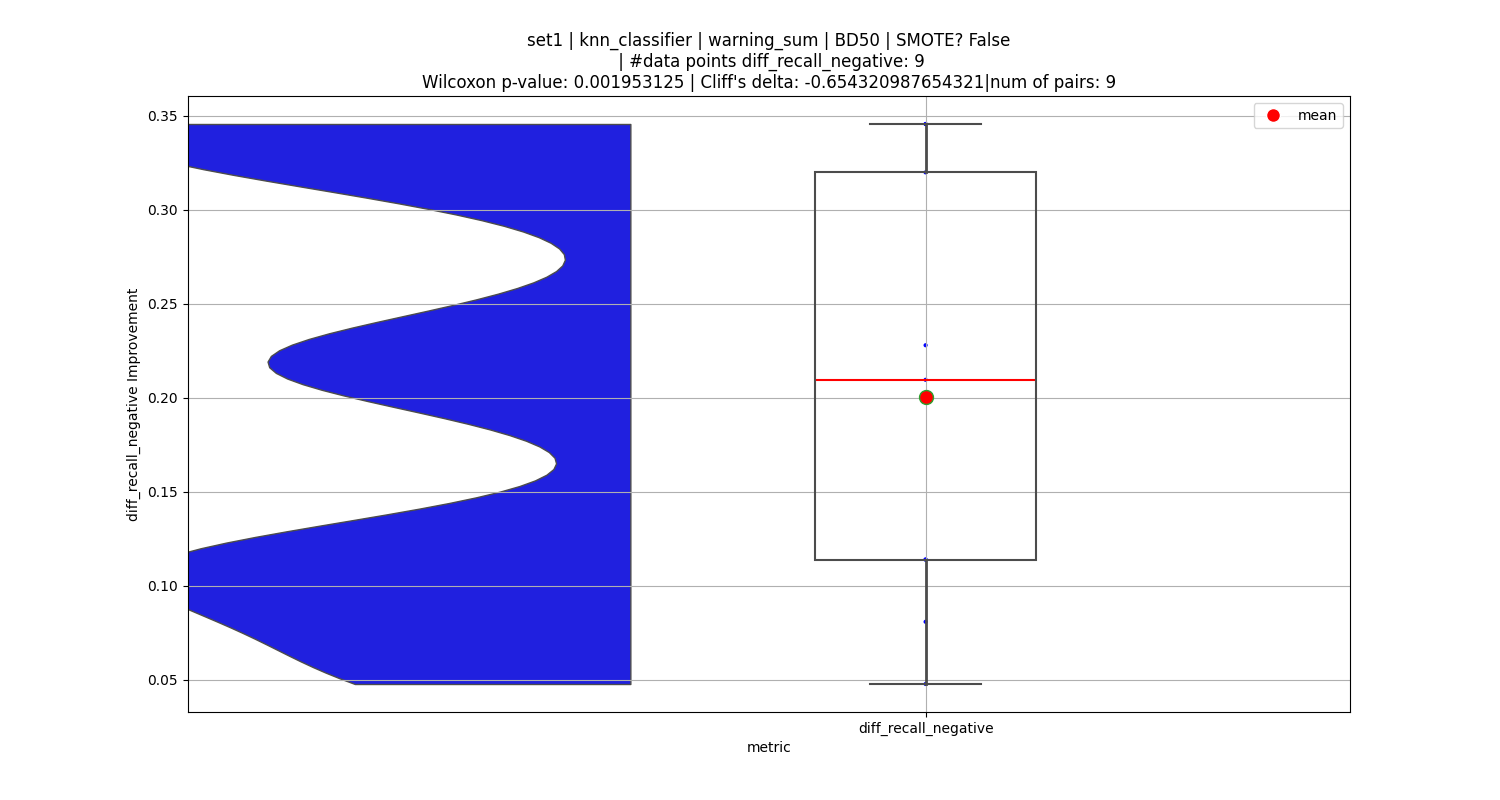 set1 | knn_classifier | warning_sum | BD50 | SMOTE? False
| #data points diff_recall_negative: 9
Wilcoxon p-value: 0.001953125 | Cliff's delta: -0.654320987654321|num of pairs: 9
mean
0.35
0.30
0.25
0.20
0.15
0.10
0.05
diff_recall_negative Improvement
diff_recall_negative
metric